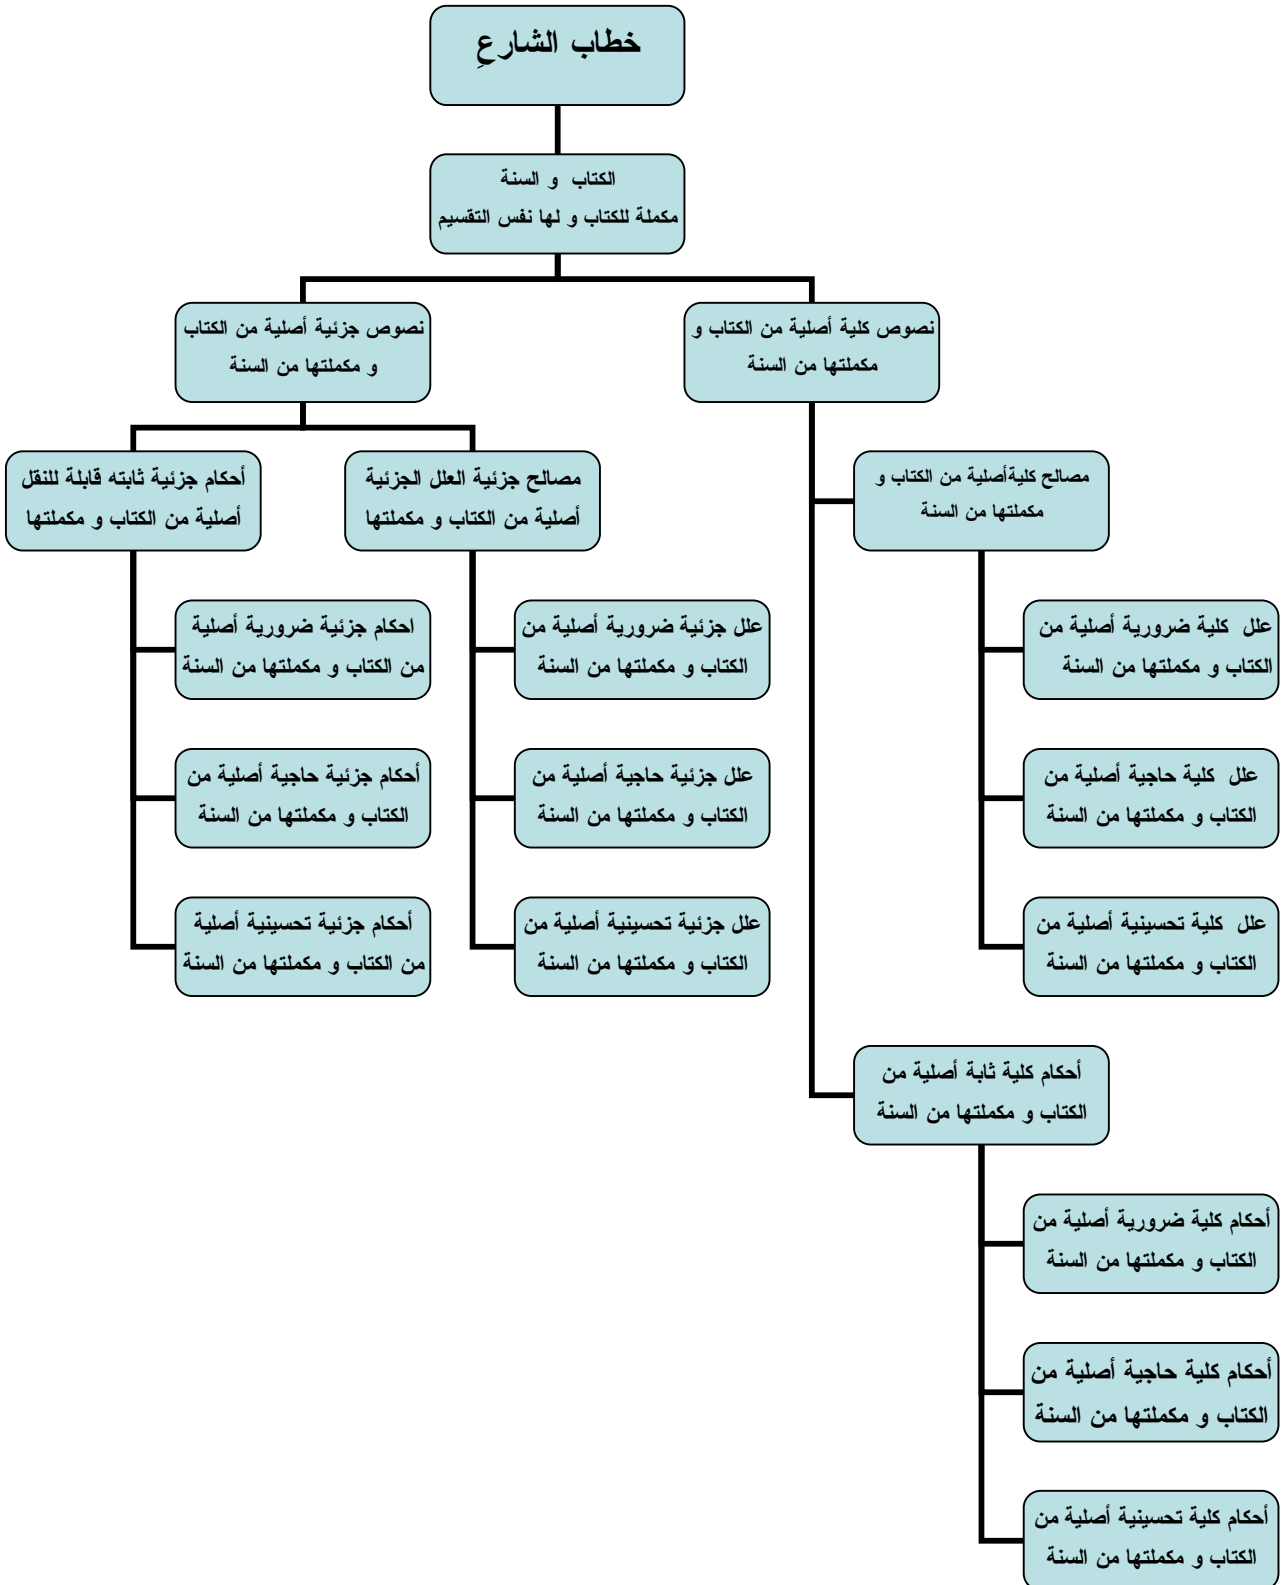 خطاب الشارعِ
الكتاب و السنة
مكملة للكتاب و لها نفس التقسيم
نصوص كلية أصلية من الكتاب و
مكملتها من السنة
نصوص جزئية أصلية من الكتاب
و مكملتها من السنة
مصالح كليةأصلية من الكتاب و
مكملتها من السنة
مصالح جزئية العلل الجزئية
أصلية من الكتاب و مكملتها
أحكام جزئية ثابته قابلة للنقل
أصلية من الكتاب و مكملتها
علل كلية ضرورية أصلية من
الكتاب و مكملتها من السنة
علل جزئية ضرورية أصلية من
الكتاب و مكملتها من السنة
احكام جزئية ضرورية أصلية
من الكتاب و مكملتها من السنة
علل كلية حاجية أصلية من
الكتاب و مكملتها من السنة
علل جزئية حاجية أصلية من
الكتاب و مكملتها من السنة
أحكام جزئية حاجية أصلية من
الكتاب و مكملتها من السنة
علل كلية تحسينية أصلية من
الكتاب و مكملتها من السنة
علل جزئية تحسينية أصلية من
الكتاب و مكملتها من السنة
أحكام جزئية تحسينية أصلية
من الكتاب و مكملتها من السنة
أحكام كلية ثابة أصلية من
الكتاب و مكملتها من السنة
أحكام كلية ضرورية أصلية من
الكتاب و مكملتها من السنة
أحكام كلية حاجية أصلية من
الكتاب و مكملتها من السنة
أحكام كلية تحسينية أصلية من
الكتاب و مكملتها من السنة